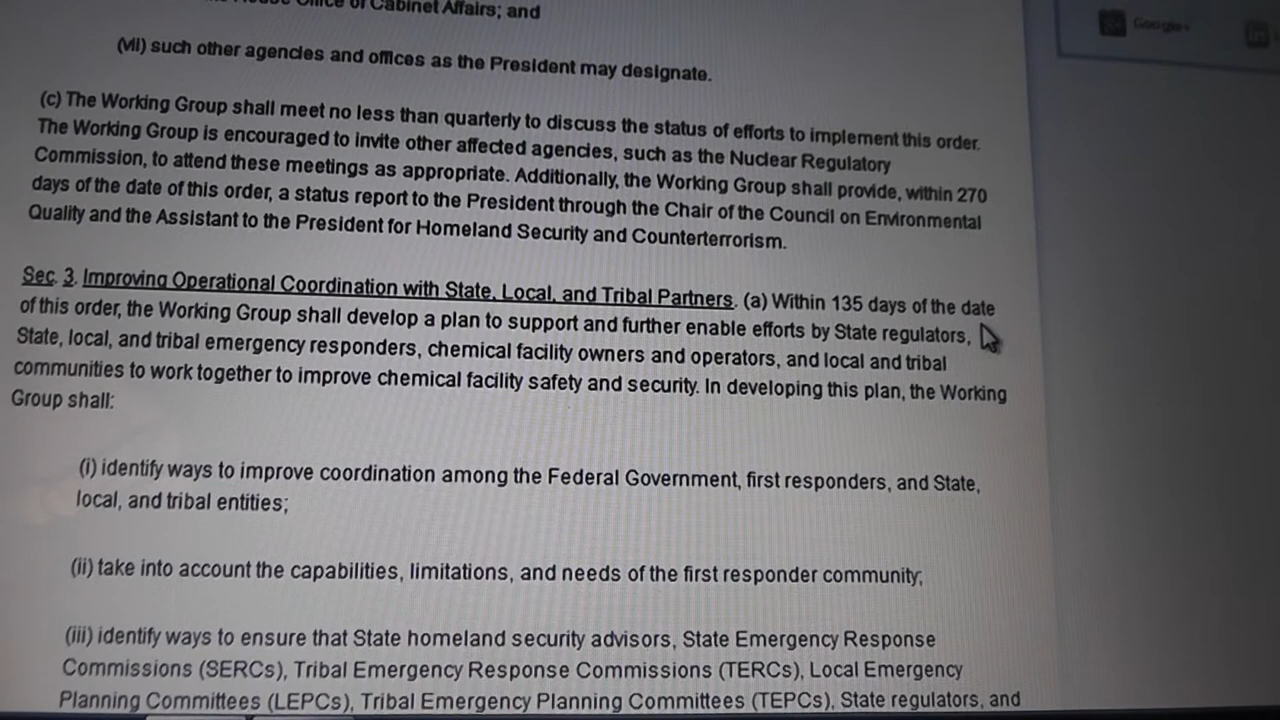 House Office of Cabinet Affairs; and
(vii) such other agencies and offices as the President may designate.
(c) The Working Group shall meet no less than quarterly to discuss the status of efforts to implement this order.
The Working Group is encouraged to invite other affected agencies, such as the Nuclear Regulatory
Commission, to attend these meetings as appropriate. Additionally, the Working Group shall provide, within 270
days of the date of this order, a status report to the President through the Chair of the Council on Environmental
Quality and the Assistant to the President for Homeland Security and Counterterrorism.
Sec. 3. Improving Operational Coordination with State, Local, and Tribal Partners. (a) Within 135 days of the date
of this order, the Working Group shall develop a plan to support and further enable efforts by State regulators,
State, local, and tribal emergency responders, chemical facility owners and operators, and local and tribal
communities to work together to improve chemical facility safety and security. In developing this plan, the Working
Group shall:
(i) identify ways to improve coordination among the Federal Government, first responders, and State,
local, and tribal entities;
(ii) take into account the capabilities, limitations, and needs of the first responder community;
(iii) identify ways to ensure that State homeland security advisors, State Emergency Response
Commissions (SERCs), Tribal Emergency Response Commissions (TERCs), Local Emergency
Planning Committees (LEPCs), Tribal Emergency Planning Committees (TEPCs), State regulators, and
Google+
in